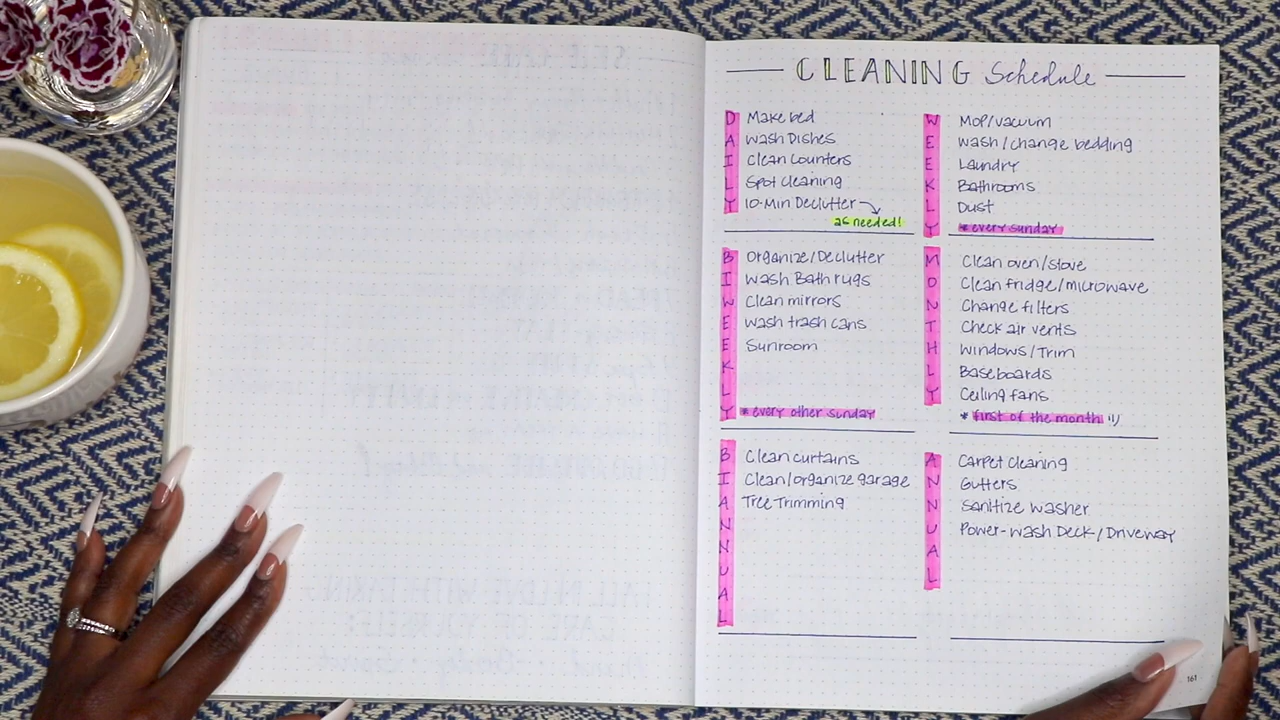 CLEANING Schedule
DAILY
Make bed
Wash Dishes
Clean Counters
Spot Cleaning
10-Min Declutter
as needed!
WEEKLY
Mop/vacuum
Wash/change bedding
Laundry
Bathrooms
Dust
* every sunday
BIWEEKLY
Organize/Declutter
Wash Bath rugs
Clean mirrors
Wash trash cans
Sunroom
* every other sunday
MONTHLY
Clean oven/stove
Clean fridge/microwave
Change filters
Check air vents
Windows/Trim
Baseboards
Ceiling fans
* first of the month
BIANNUAL
Clean curtains
Clean/organize garage
Tree Trimming
ANNUAL
Carpet Cleaning
Gutters
Sanitize Washer
Power-wash Deck/Driveway
161